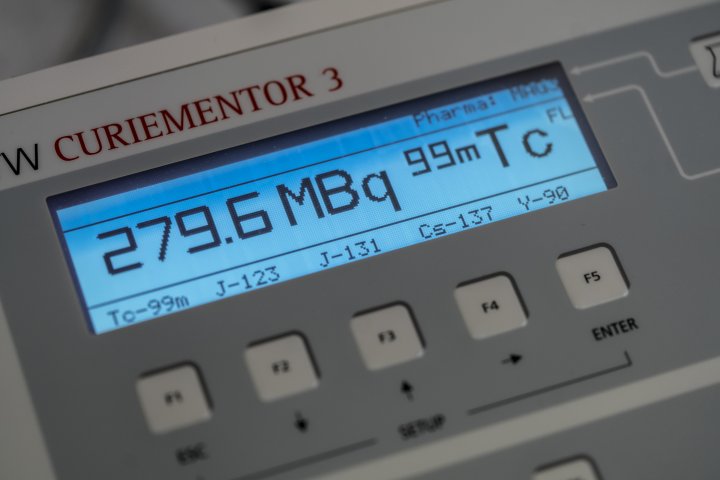 W CURIEMENTOR 3
Pharma: MAG3
FL
279.6 MBq 99mTc
Tc-99m J-123 J-131 Cs-137 Y-90
F1 F2 F3 F4 F5
ESC ↓ ↑ → ENTER
SETUP